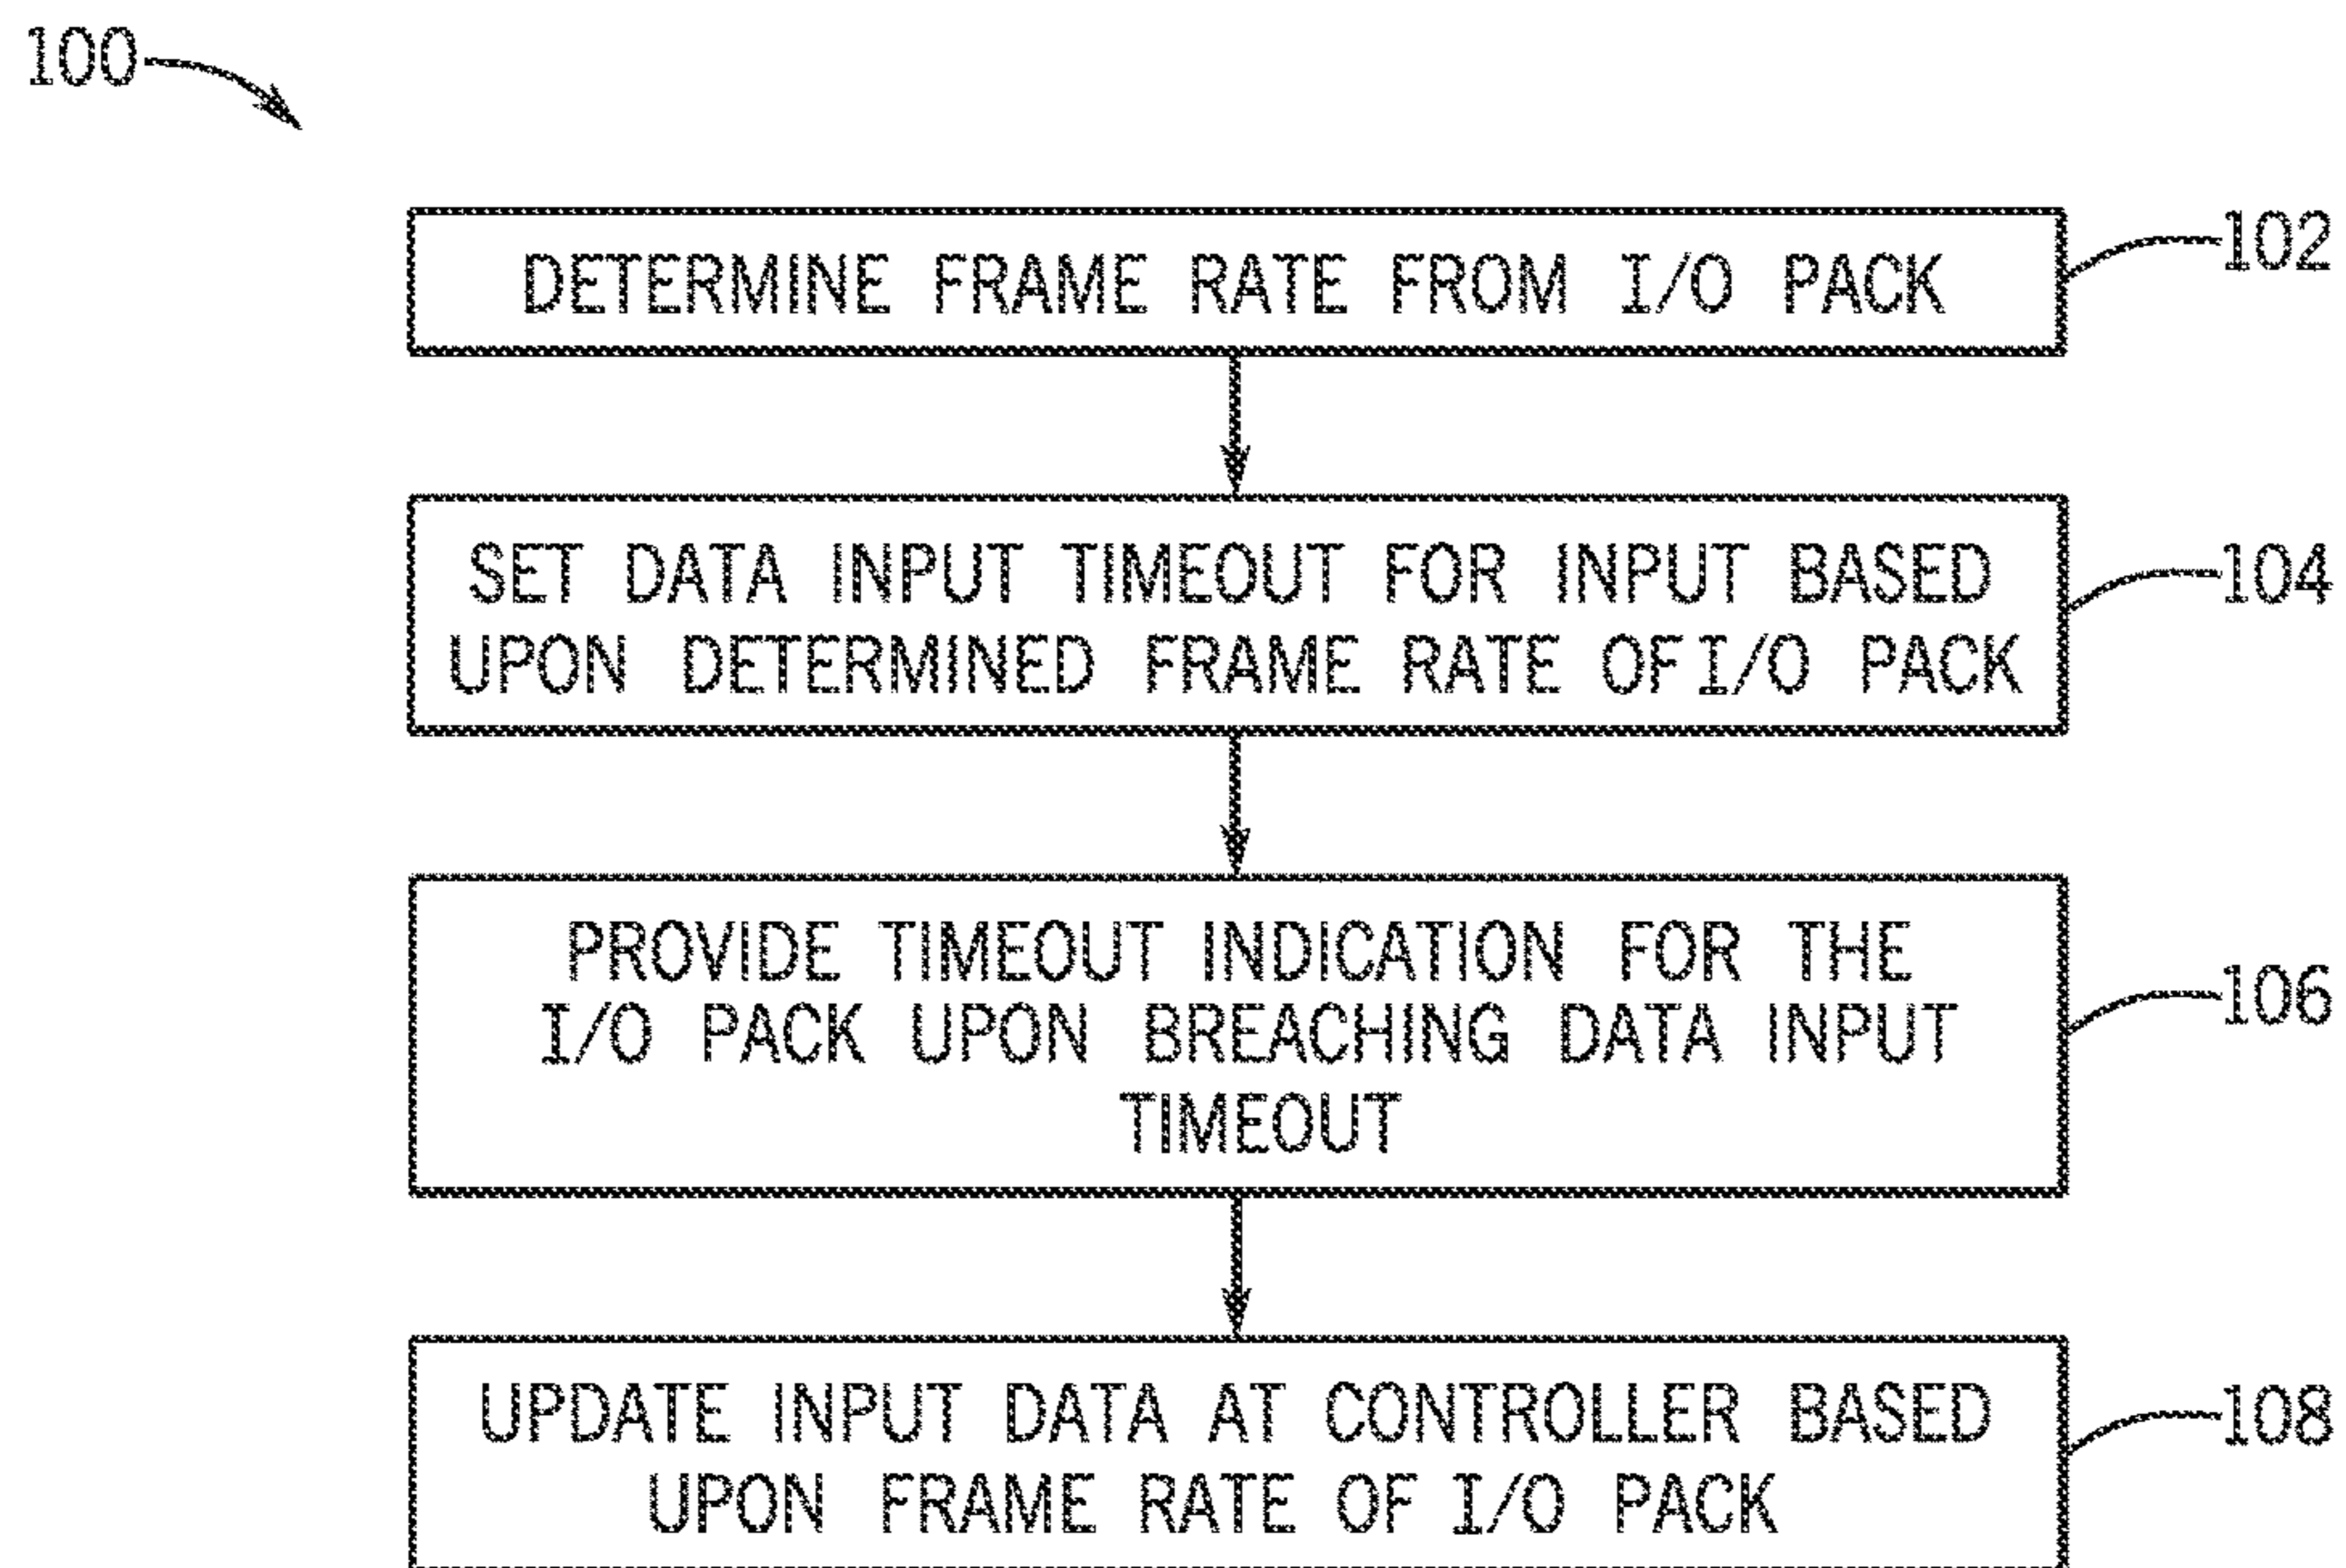 100
DETERMINE FRAME RATE FROM I/O PACK
102
SET DATA INPUT TIMEOUT FOR INPUT BASED
UPON DETERMINED FRAME RATE OF I/O PACK
104
PROVIDE TIMEOUT INDICATION FOR THE
I/O PACK UPON BREACHING DATA INPUT
TIMEOUT
106
UPDATE INPUT DATA AT CONTROLLER BASED
UPON FRAME RATE OF I/O PACK
108